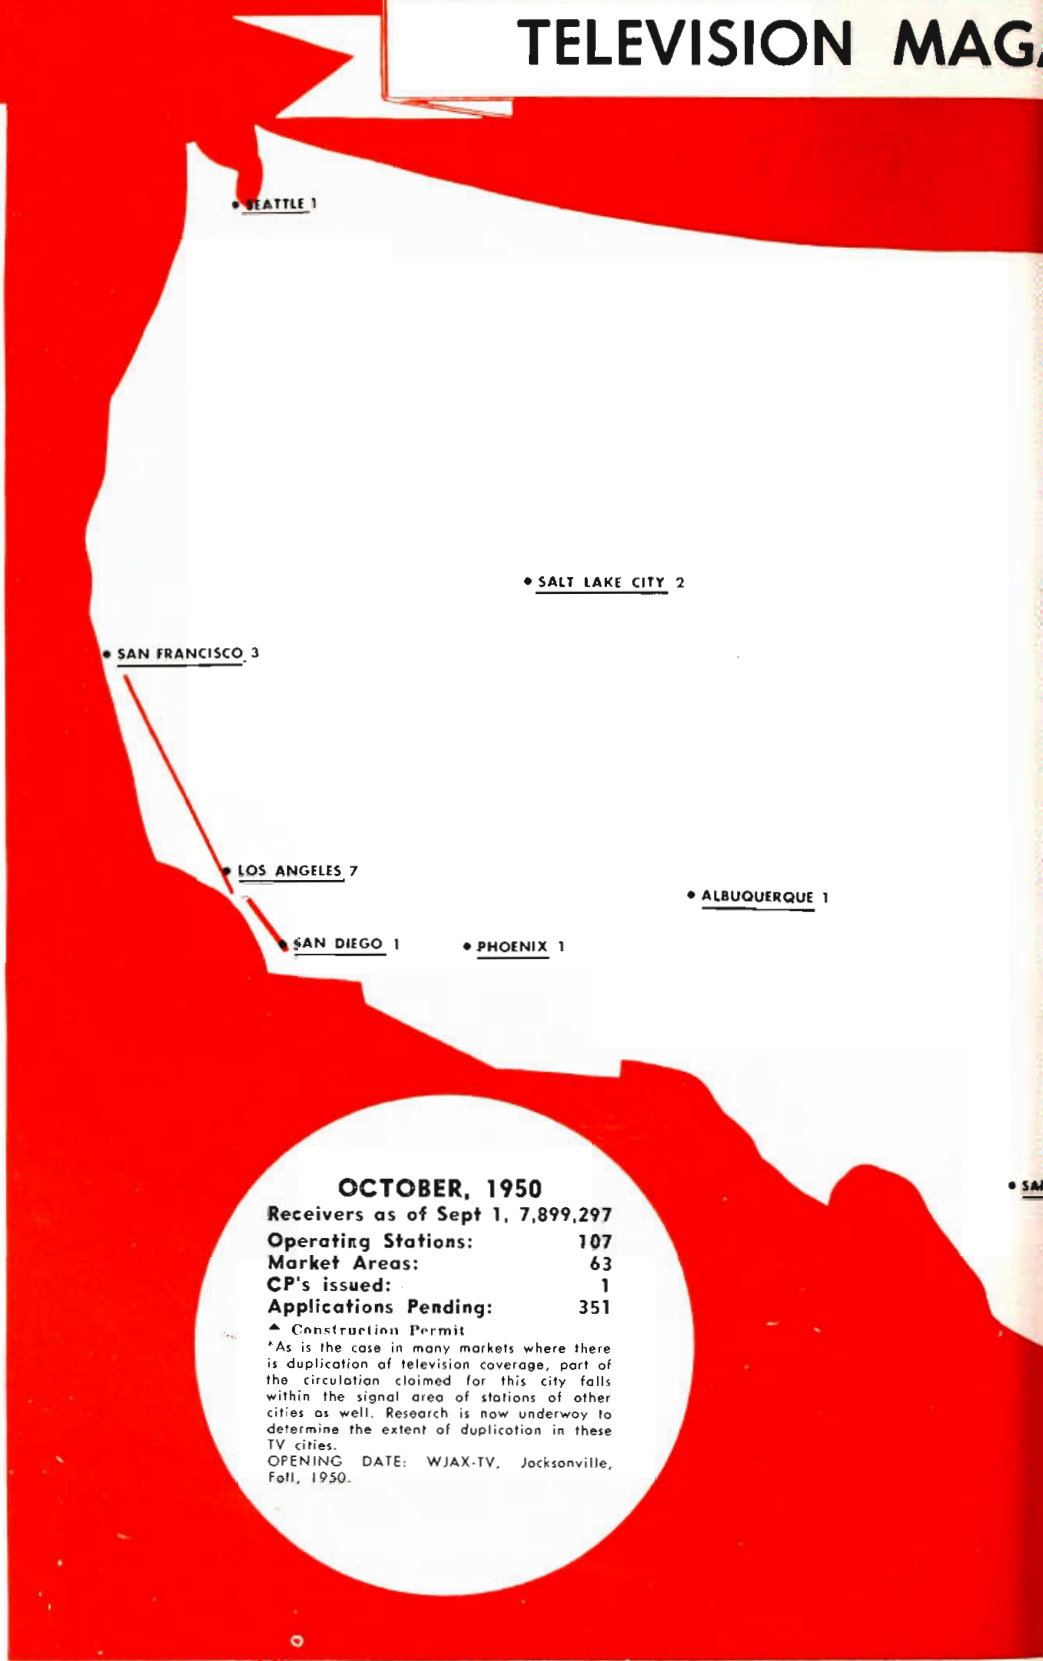 TELEVISION MAGA
SEATTLE 1
SALT LAKE CITY 2
SAN FRANCISCO 3
LOS ANGELES 7
ALBUQUERQUE 1
SAN DIEGO 1
PHOENIX 1
SAN
OCTOBER, 1950
Receivers as of Sept 1, 7,899,297
Operating Stations: 107
Market Areas: 63
CP's issued: 1
Applications Pending: 351
▲ Construction Permit
*As is the case in many markets where there
is duplication of television coverage, part of
the circulation claimed for this city falls
within the signal area of stations of other
cities as well. Research is now underway to
determine the extent of duplication in these
TV cities.
OPENING DATE: WJAX-TV, Jacksonville,
Fall, 1950.